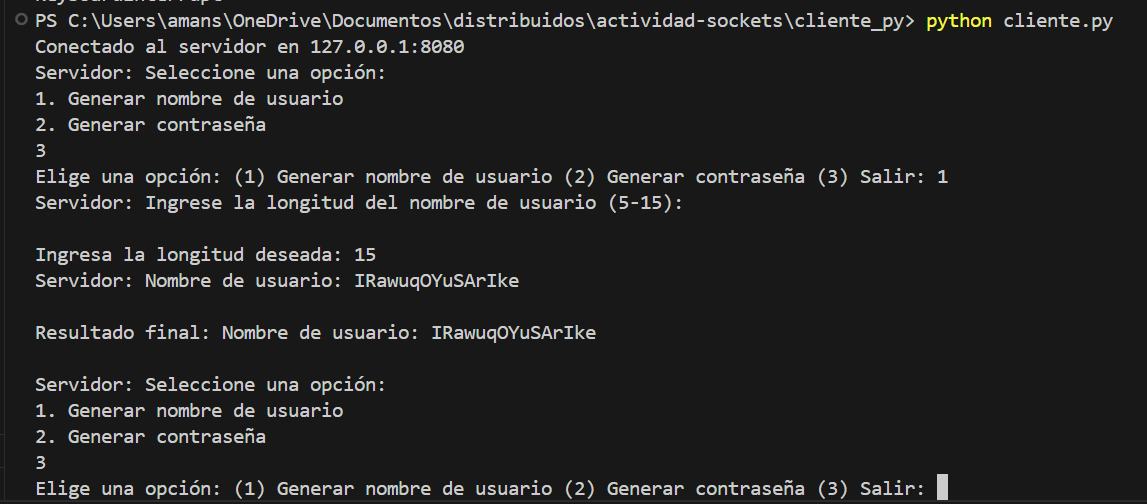 PS C:\Users\amans\OneDrive\Documentos\distribuidos\actividad-sockets\cliente_py> python cliente.py
Conectado al servidor en 127.0.0.1:8080
Servidor: Seleccione una opción:
1. Generar nombre de usuario
2. Generar contraseña
3
Elige una opción: (1) Generar nombre de usuario (2) Generar contraseña (3) Salir: 1
Servidor: Ingrese la longitud del nombre de usuario (5-15):
Ingresa la longitud deseada: 15
Servidor: Nombre de usuario: IRawuqOYuSArIke
Resultado final: Nombre de usuario: IRawuqOYuSArIke
Servidor: Seleccione una opción:
1. Generar nombre de usuario
2. Generar contraseña
3
Elige una opción: (1) Generar nombre de usuario (2) Generar contraseña (3) Salir: